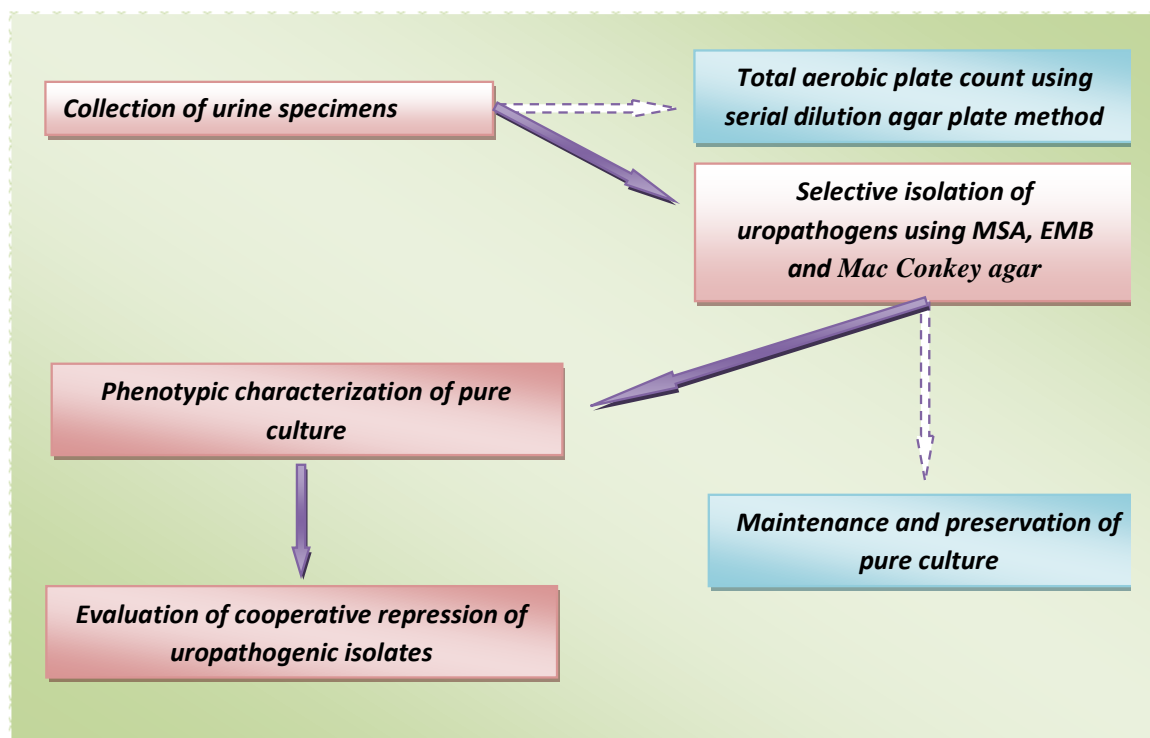 Collection of urine specimens
Total aerobic plate count using
serial dilution agar plate method
Selective isolation of
uropathogens using MSA, EMB
and Mac Conkey agar
Phenotypic characterization of pure
culture
Maintenance and preservation of
pure culture
Evaluation of cooperative repression of
uropathogenic isolates